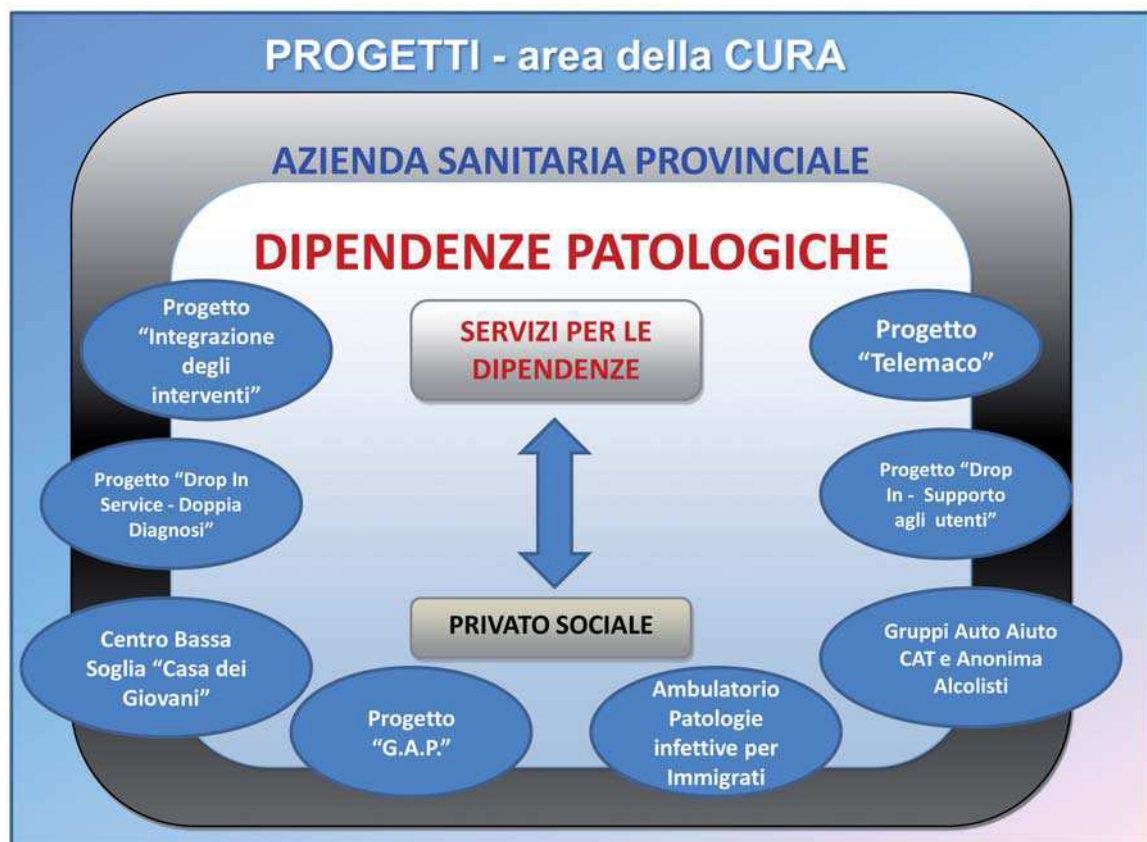 PROGETTI - area della CURA
AZIENDA SANITARIA PROVINCIALE
DIPENDENZE PATOLOGICHE
Progetto
“Integrazione
degli
interventi”
SERVIZI PER LE
DIPENDENZE
Progetto
“Telemaco”
Progetto “Drop In
Service - Doppia
Diagnosi”
Progetto “Drop
In - Supporto
agli utenti”
Centro Bassa
Soglia “Casa dei
Giovani”
PRIVATO SOCIALE
Gruppi Auto Aiuto
CAT e Anonima
Alcolisti
Progetto
“G.A.P.”
Ambulatorio
Patologie
infettive per
Immigrati